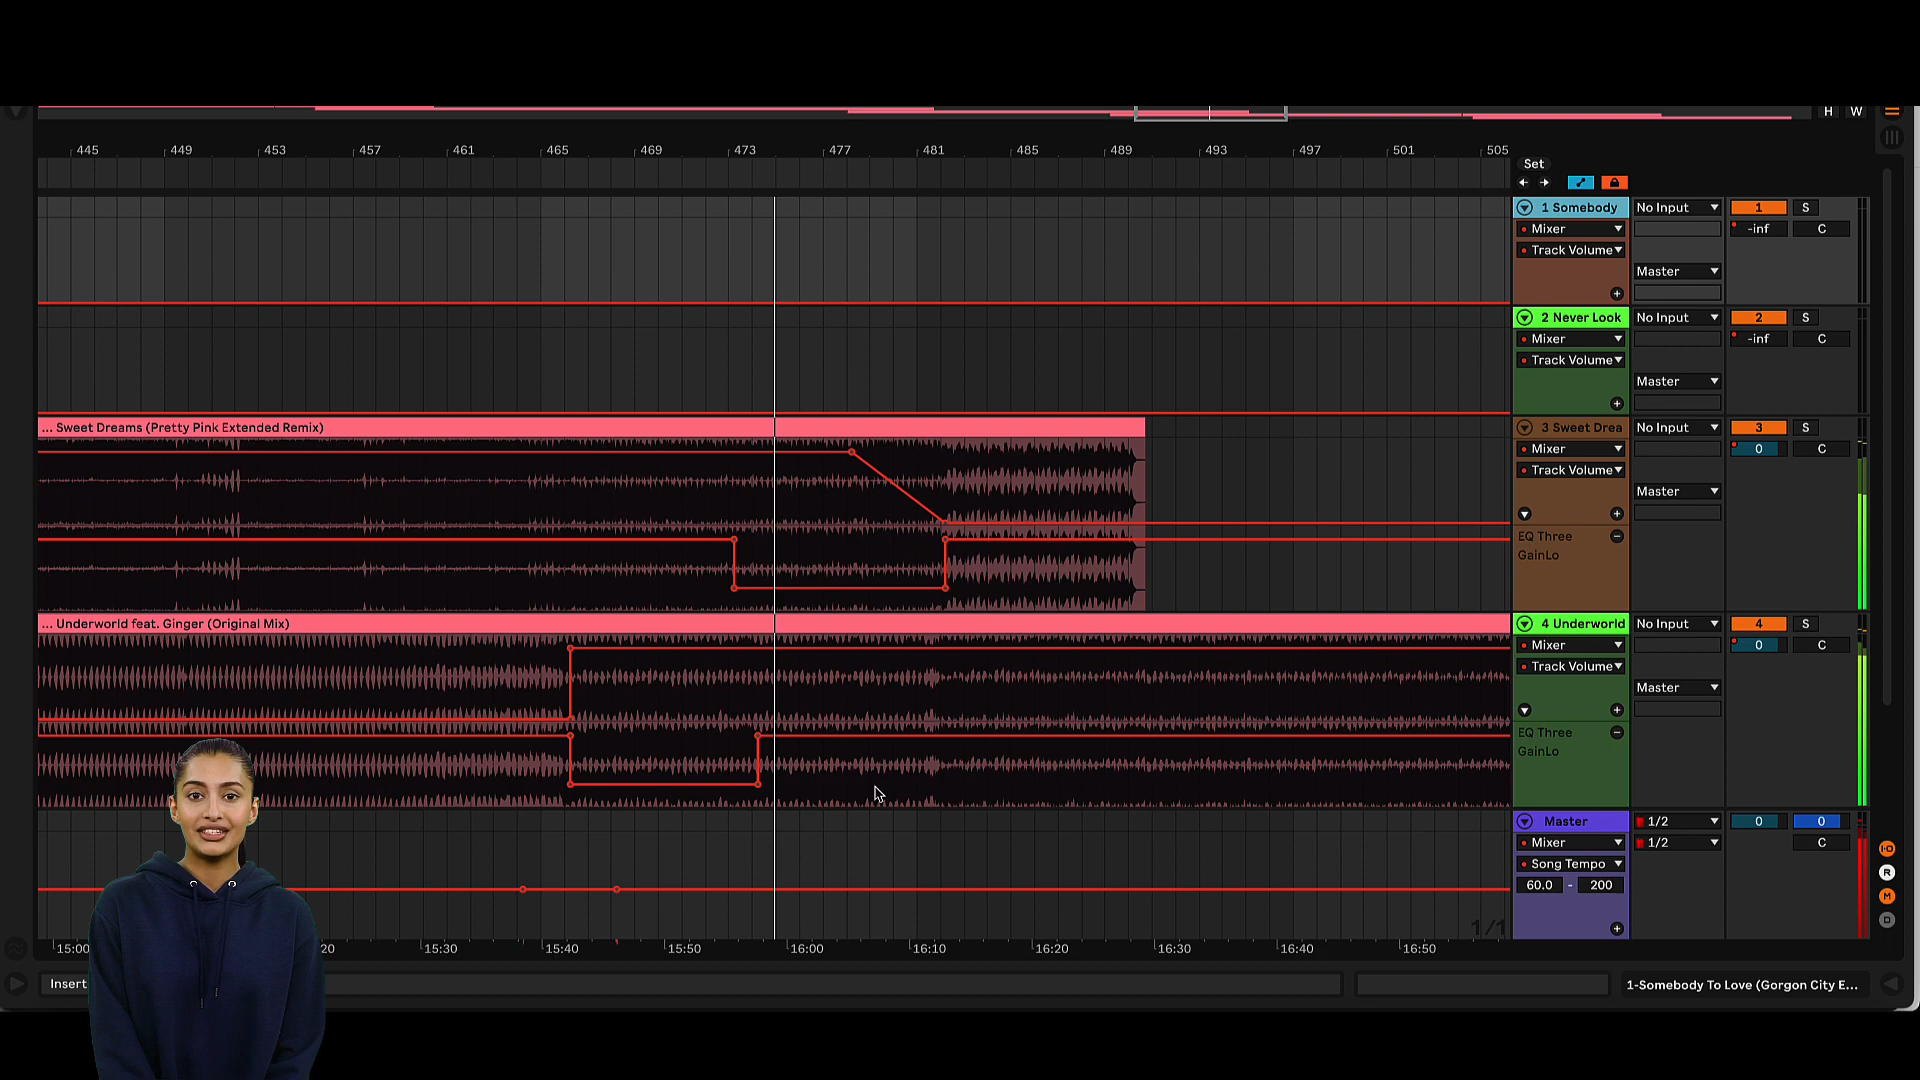 H W
445 449 453 457 461 465 469 473 477 481 485 489 493 497 501 505
Set
1 Somebody No Input 1 S
Mixer -inf C
Track Volume
Master
2 Never Look No Input 2 S
Mixer -inf C
Track Volume
Master
... Sweet Dreams (Pretty Pink Extended Remix) 3 Sweet Drea No Input 3 S
Mixer 0 C
Track Volume
Master
EQ Three
GainLo
... Underworld feat. Ginger (Original Mix) 4 Underworld No Input 4 S
Mixer 0 C
Track Volume
Master
EQ Three
GainLo
Master 1/2 0 0
Mixer 1/2 C
Song Tempo
60.0 - 200
1/1
15:00 20 15:30 15:40 15:50 16:00 16:10 16:20 16:30 16:40 16:50
I·O
R
M
D
Insert 1-Somebody To Love (Gorgon City E...